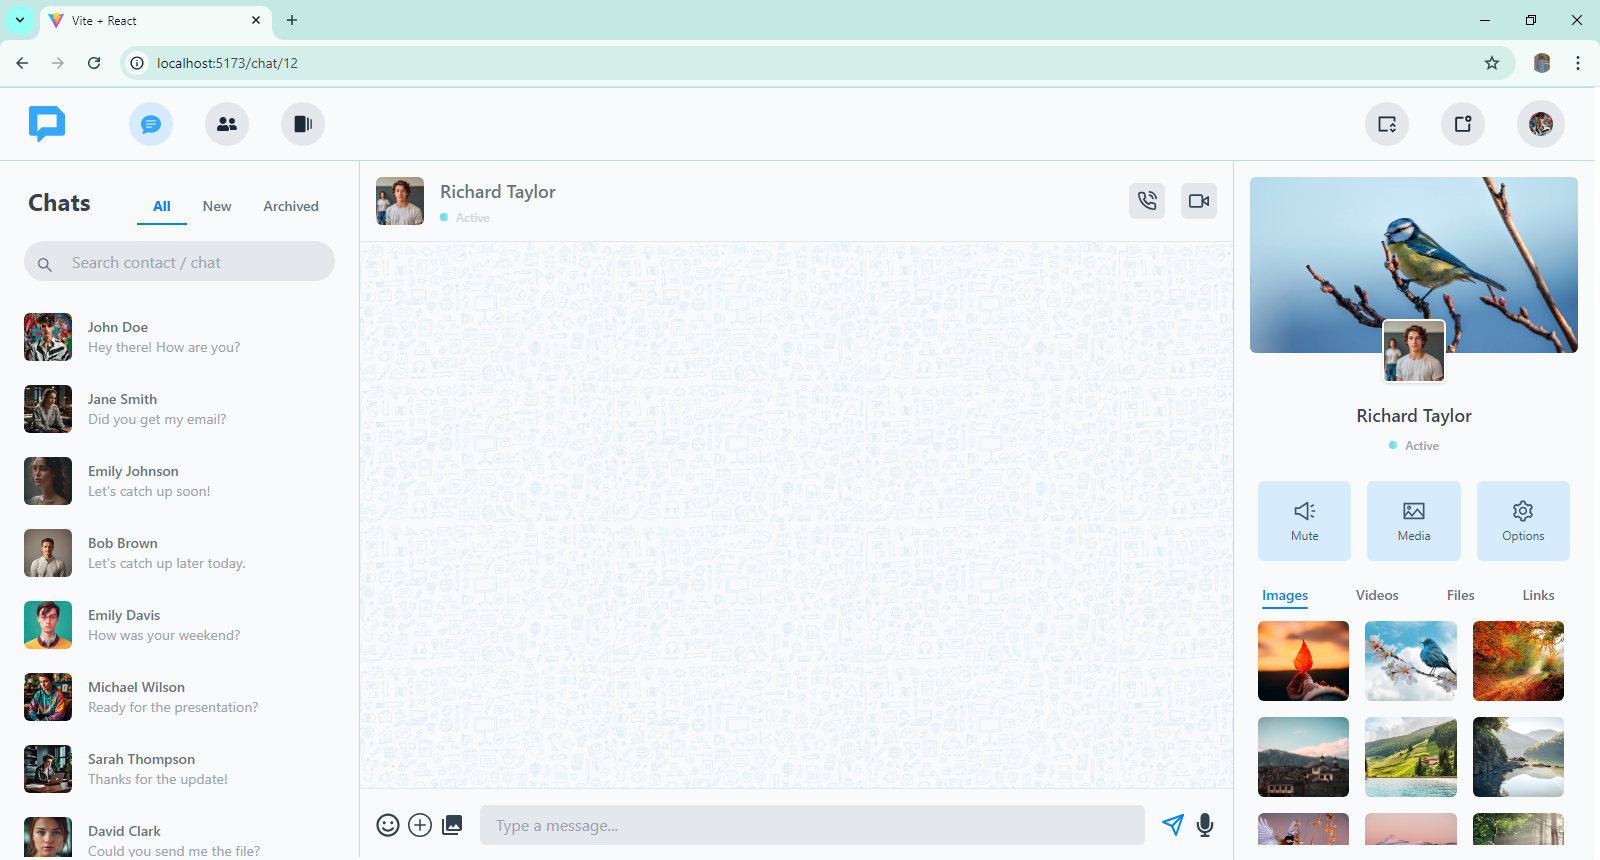 Vite + React
localhost:5173/chat/12
Chats
All
New
Archived
Search contact / chat
John Doe
Hey there! How are you?
Jane Smith
Did you get my email?
Emily Johnson
Let's catch up soon!
Bob Brown
Let's catch up later today.
Emily Davis
How was your weekend?
Michael Wilson
Ready for the presentation?
Sarah Thompson
Thanks for the update!
David Clark
Could you send me the file?
Richard Taylor
Active
Type a message...
Richard Taylor
Active
Mute
Media
Options
Images
Videos
Files
Links